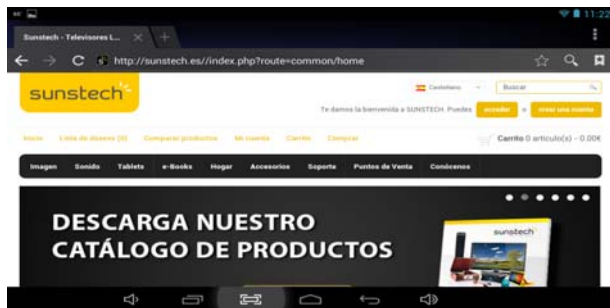 11:22
Sunstech - Televisores L...
http://sunstech.es//index.php?route=common/home
sunstech
Castellano
Buscar
Te damos la bienvenida a SUNSTECH. Puedes acceder o crear una cuenta
Inicio Lista de deseos (0) Comparar productos Mi cuenta Carrito Comprar
Carrito 0 artículo(s) - 0.00€
Imagen Sonido Tablets e-Books Hogar Accesorios Soporte Puntos de Venta Conócenos
DESCARGA NUESTRO
CATÁLOGO DE PRODUCTOS
sunstech